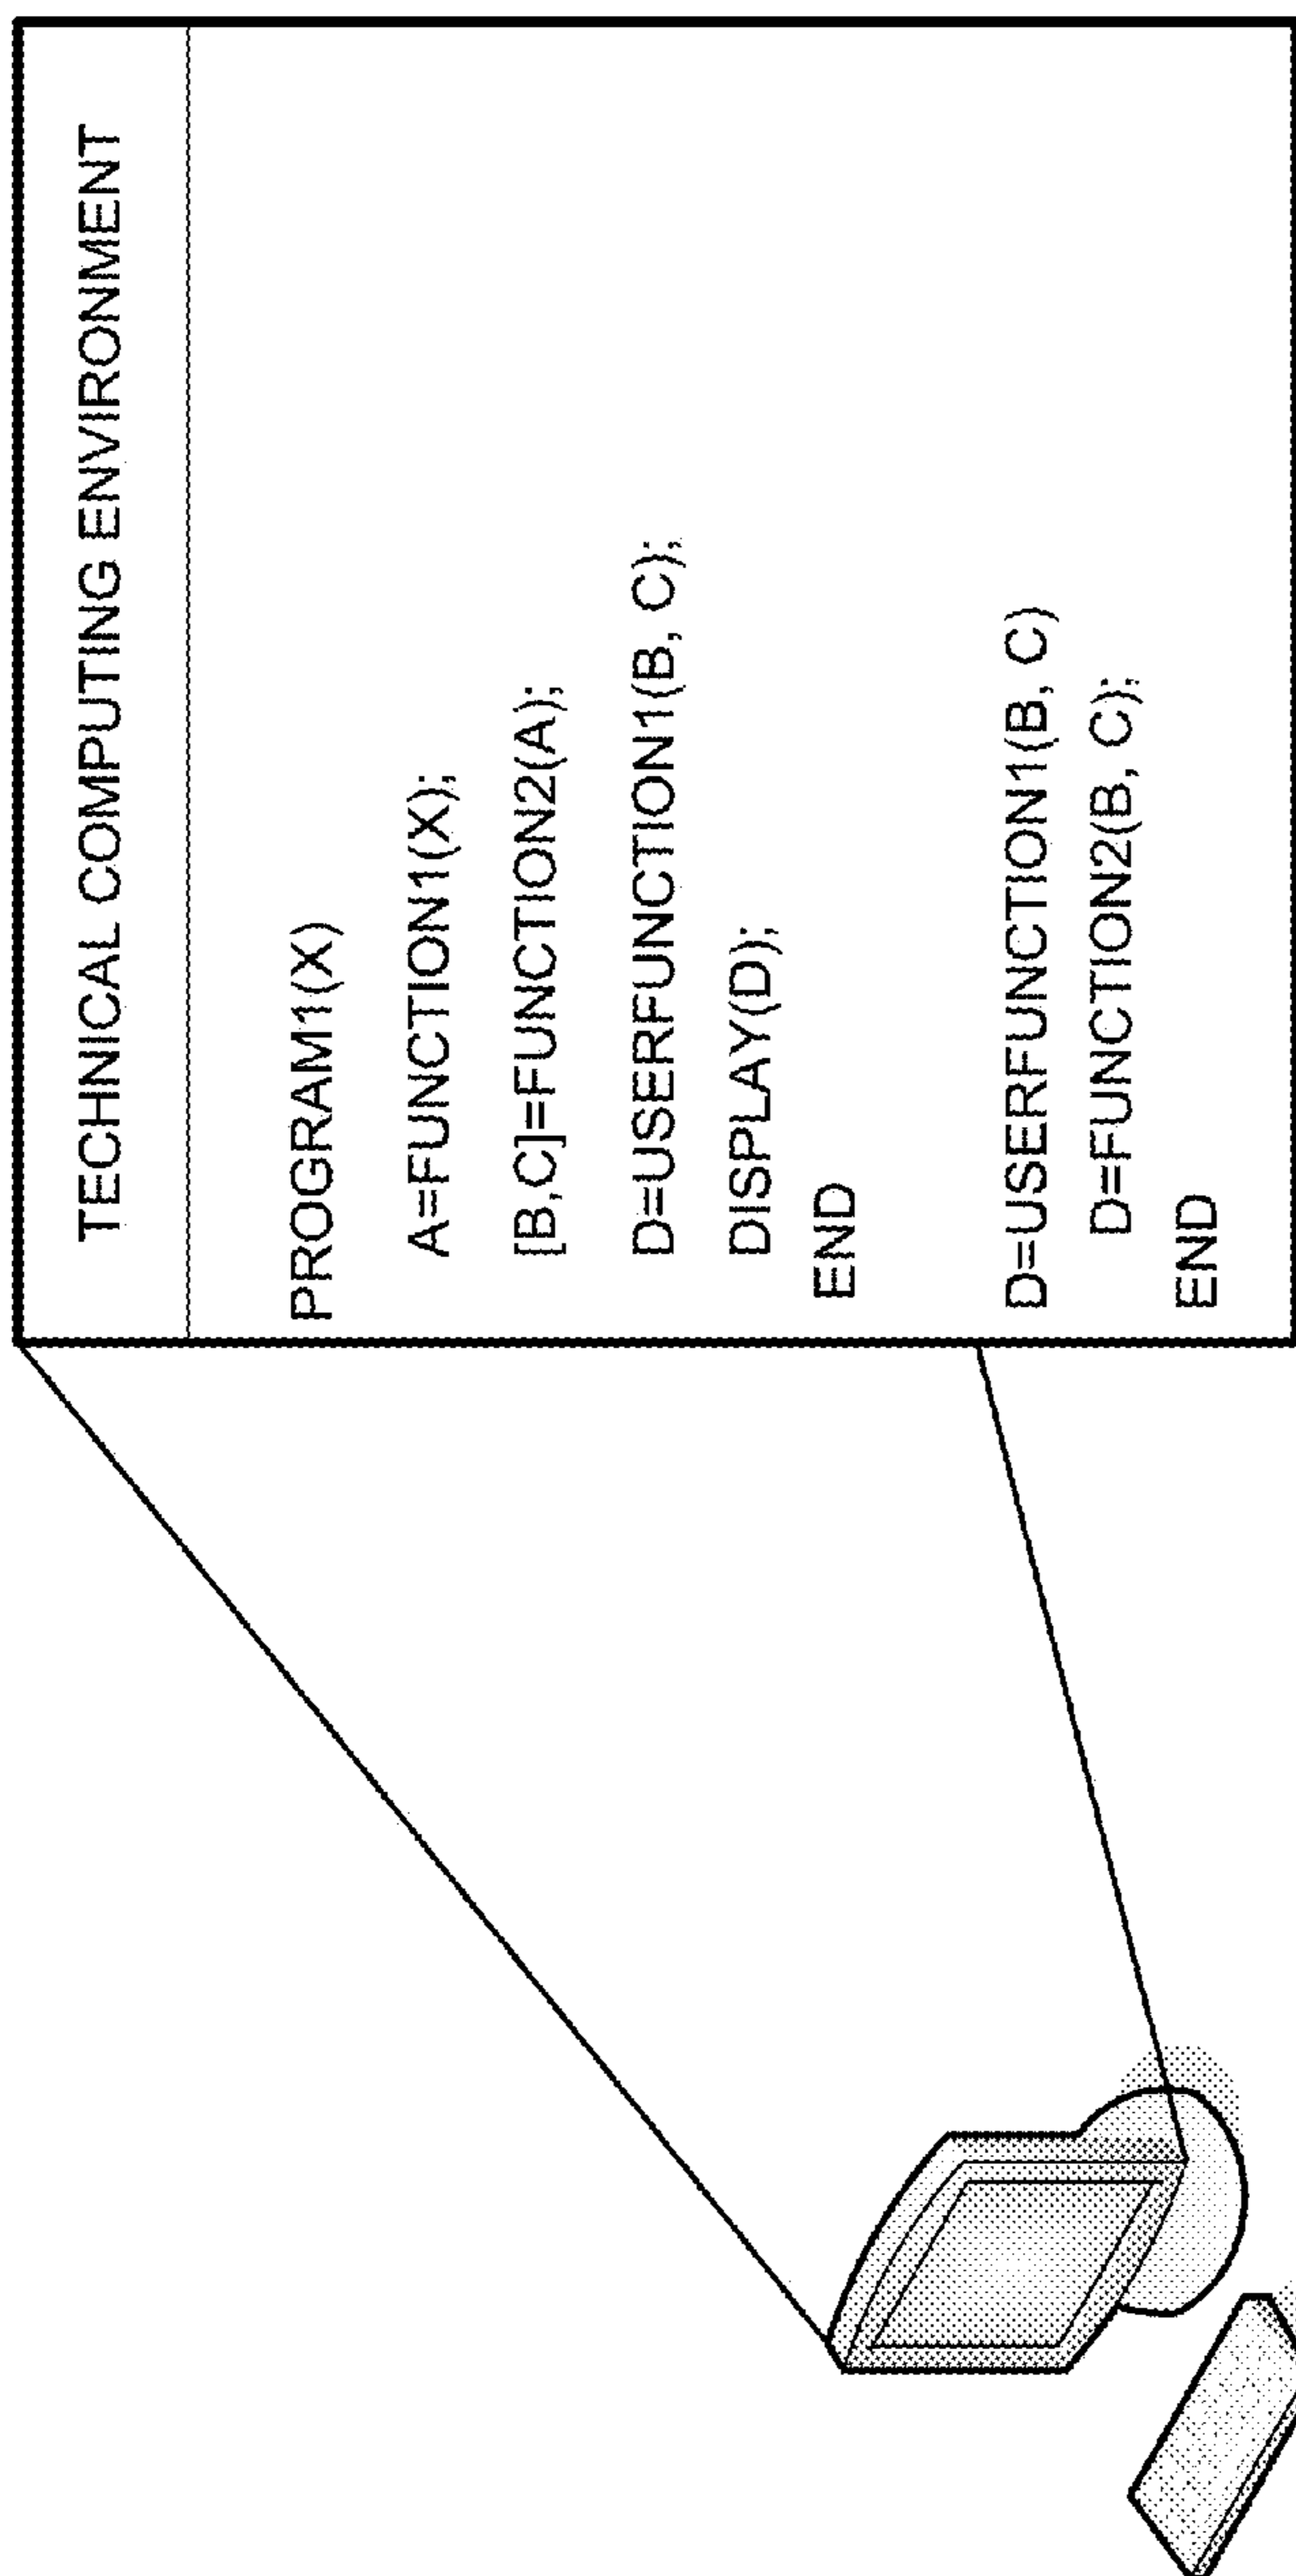 TECHNICAL COMPUTING ENVIRONMENT
PROGRAM1(X)
A=FUNCTION1(X);
[B,C]=FUNCTION2(A);
D=USERFUNCTION1(B, C);
DISPLAY(D);
END
D=USERFUNCTION1(B, C)
D=FUNCTION2(B, C);
END